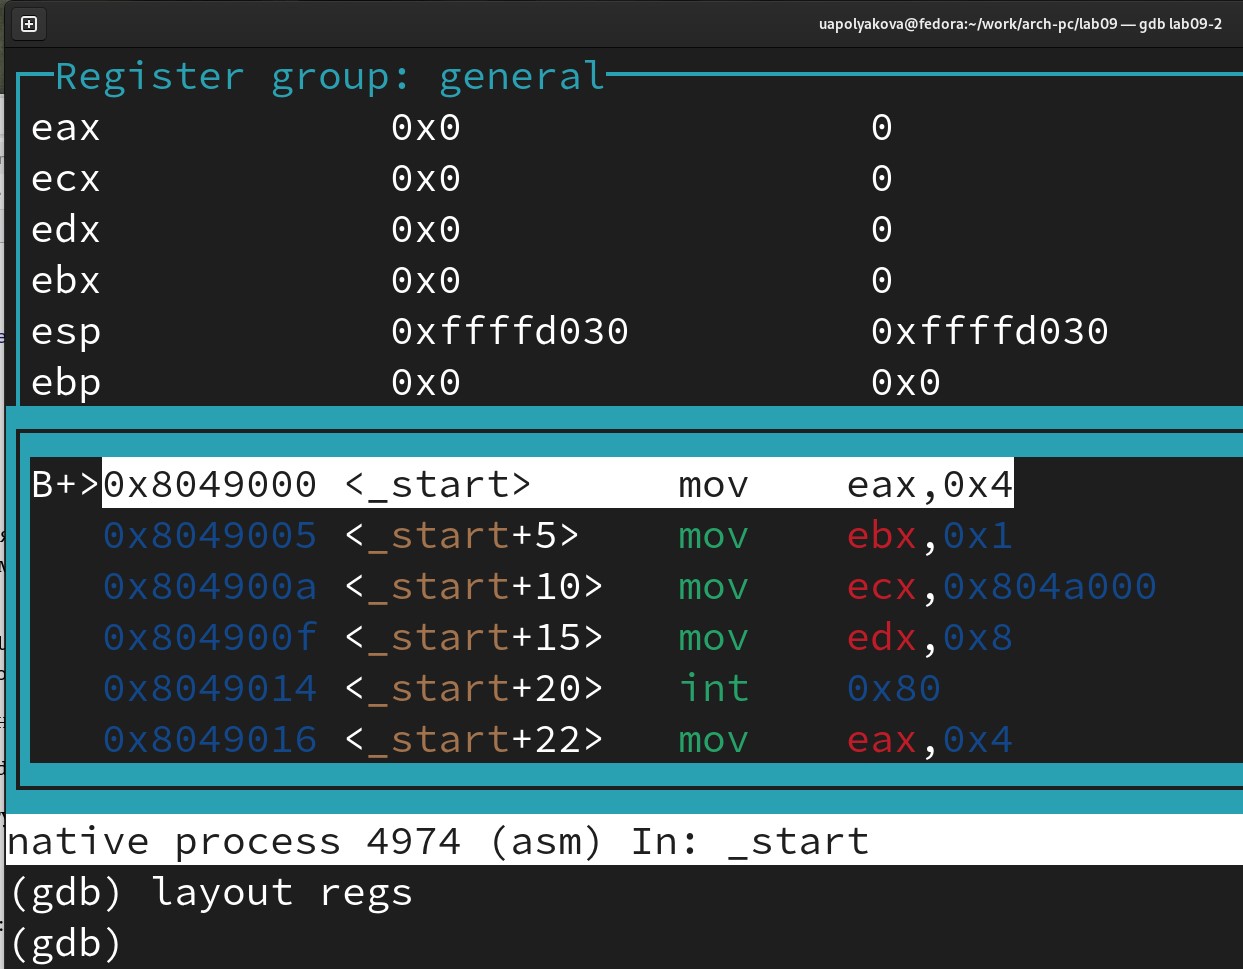 uapolyakova@fedora:~/work/arch-pc/lab09 — gdb lab09-2
Register group: general
eax 0x0 0
ecx 0x0 0
edx 0x0 0
ebx 0x0 0
esp 0xffffd030 0xffffd030
ebp 0x0 0x0
B+>0x8049000 <_start> mov eax,0x4
0x8049005 <_start+5> mov ebx,0x1
0x804900a <_start+10> mov ecx,0x804a000
0x804900f <_start+15> mov edx,0x8
0x8049014 <_start+20> int 0x80
0x8049016 <_start+22> mov eax,0x4
native process 4974 (asm) In: _start
(gdb) layout regs
(gdb)